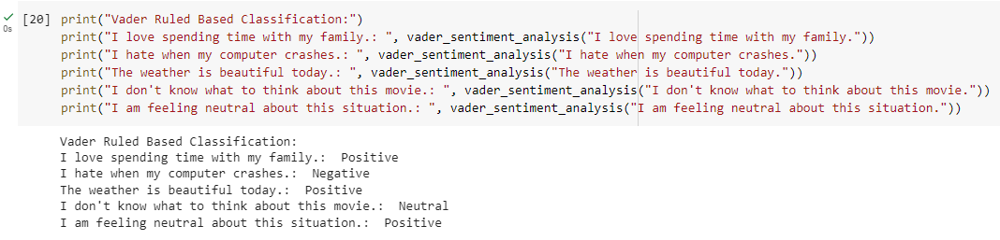 [20] print("Vader Ruled Based Classification:")
print("I love spending time with my family.: ", vader_sentiment_analysis("I love spending time with my family."))
print("I hate when my computer crashes.: ", vader_sentiment_analysis("I hate when my computer crashes."))
print("The weather is beautiful today.: ", vader_sentiment_analysis("The weather is beautiful today."))
print("I don't know what to think about this movie.: ", vader_sentiment_analysis("I don't know what to think about this movie."))
print("I am feeling neutral about this situation.: ", vader_sentiment_analysis("I am feeling neutral about this situation."))
0s
Vader Ruled Based Classification:
I love spending time with my family.:  Positive
I hate when my computer crashes.:  Negative
The weather is beautiful today.:  Positive
I don't know what to think about this movie.:  Neutral
I am feeling neutral about this situation.:  Positive